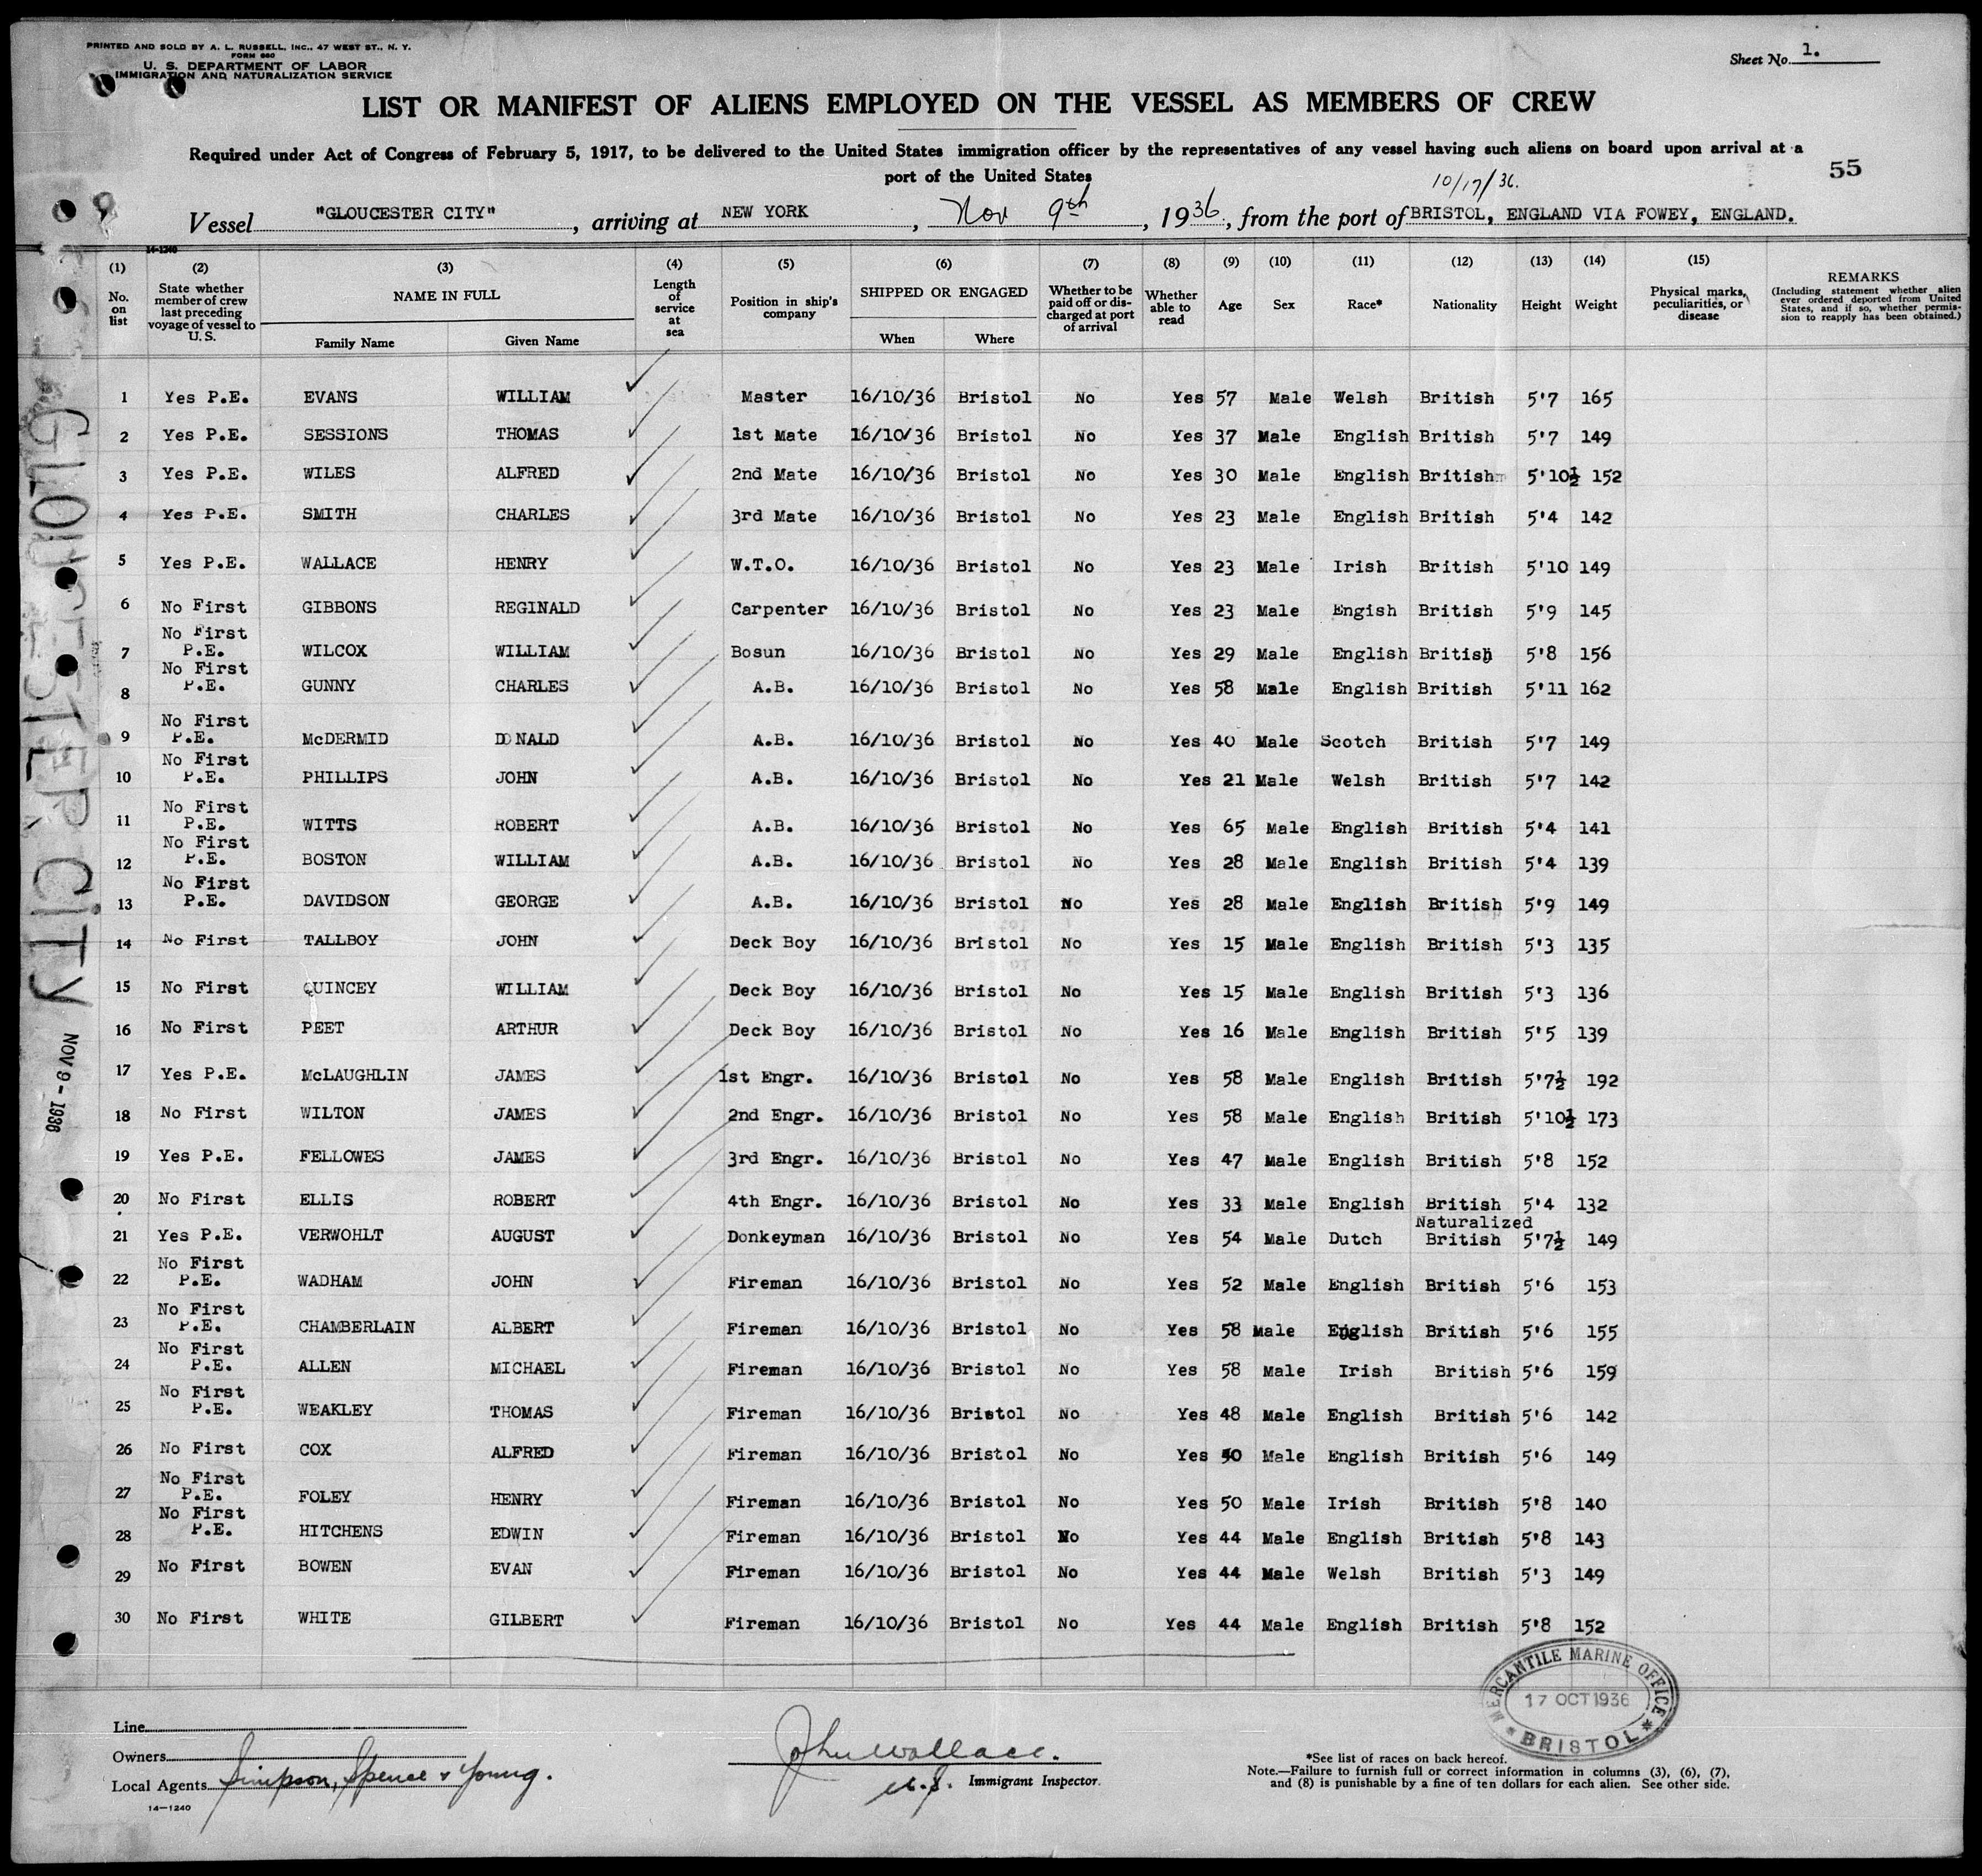 PRINTED AND SOLD BY A. L. RUSSELL, INC., 47 WEST ST., N. Y.
FORM 680
U. S. DEPARTMENT OF LABOR
IMMIGRATION AND NATURALIZATION SERVICE
Sheet No. 1.
LIST OR MANIFEST OF ALIENS EMPLOYED ON THE VESSEL AS MEMBERS OF CREW
Required under Act of Congress of February 5, 1917, to be delivered to the United States immigration officer by the representatives of any vessel having such aliens on board upon arrival at a
port of the United States
55
10/17/36.
Vessel "GLOUCESTER CITY", arriving at NEW YORK, Nov 9th, 1936, from the port of BRISTOL, ENGLAND VIA FOWEY, ENGLAND.
14-1240
(1) (2) (3) (4) (5) (6) (7) (8) (9) (10) (11) (12) (13) (14) (15)
No. on list
State whether member of crew last preceding voyage of vessel to U. S.
NAME IN FULL
Family Name Given Name
Length of service at sea
Position in ship's company
SHIPPED OR ENGAGED
When Where
Whether to be paid off or discharged at port of arrival
Whether able to read
Age Sex Race* Nationality Height Weight
Physical marks, peculiarities, or disease
REMARKS
(Including statement whether alien ever ordered deported from United States, and if so, whether permission to reapply has been obtained.)
1 Yes P.E. EVANS WILLIAM Master 16/10/36 Bristol No Yes 57 Male Welsh British 5'7 165
2 Yes P.E. SESSIONS THOMAS 1st Mate 16/10/36 Bristol No Yes 37 Male English British 5'7 149
3 Yes P.E. WILES ALFRED 2nd Mate 16/10/36 Bristol No Yes 30 Male English British 5'10½ 152
4 Yes P.E. SMITH CHARLES 3rd Mate 16/10/36 Bristol No Yes 23 Male English British 5'4 142
5 Yes P.E. WALLACE HENRY W.T.O. 16/10/36 Bristol No Yes 23 Male Irish British 5'10 149
6 No First GIBBONS REGINALD Carpenter 16/10/36 Bristol No Yes 23 Male Engish British 5'9 145
7 No First P.E. WILCOX WILLIAM Bosun 16/10/36 Bristol No Yes 29 Male English British 5'8 156
8 No First P.E. GUNNY CHARLES A.B. 16/10/36 Bristol No Yes 58 Male English British 5'11 162
9 No First P.E. McDERMID DONALD A.B. 16/10/36 Bristol No Yes 40 Male Scotch British 5'7 149
10 No First P.E. PHILLIPS JOHN A.B. 16/10/36 Bristol No Yes 21 Male Welsh British 5'7 142
11 No First P.E. WITTS ROBERT A.B. 16/10/36 Bristol No Yes 65 Male English British 5'4 141
12 No First P.E. BOSTON WILLIAM A.B. 16/10/36 Bristol No Yes 28 Male English British 5'4 139
13 No First P.E. DAVIDSON GEORGE A.B. 16/10/36 Bristol No Yes 28 Male English British 5'9 149
14 No First TALLBOY JOHN Deck Boy 16/10/36 Bristol No Yes 15 Male English British 5'3 135
15 No First QUINCEY WILLIAM Deck Boy 16/10/36 Bristol No Yes 15 Male English British 5'3 136
16 No First PEET ARTHUR Deck Boy 16/10/36 Bristol No Yes 16 Male English British 5'5 139
17 Yes P.E. McLAUGHLIN JAMES 1st Engr. 16/10/36 Bristol No Yes 58 Male English British 5'7½ 192
18 No First WILTON JAMES 2nd Engr. 16/10/36 Bristol No Yes 58 Male English British 5'10½ 173
19 Yes P.E. FELLOWES JAMES 3rd Engr. 16/10/36 Bristol No Yes 47 Male English British 5'8 152
20 No First ELLIS ROBERT 4th Engr. 16/10/36 Bristol No Yes 33 Male English British 5'4 132
21 Yes P.E. VERWOHLT AUGUST Donkeyman 16/10/36 Bristol No Yes 54 Male Dutch Naturalized British 5'7½ 149
22 No First P.E. WADHAM JOHN Fireman 16/10/36 Bristol No Yes 52 Male English British 5'6 153
23 No First P.E. CHAMBERLAIN ALBERT Fireman 16/10/36 Bristol No Yes 58 Male English British 5'6 155
24 No First P.E. ALLEN MICHAEL Fireman 16/10/36 Bristol No Yes 58 Male Irish British 5'6 159
25 No First P.E. WEAKLEY THOMAS Fireman 16/10/36 Bristol No Yes 48 Male English British 5'6 142
26 No First COX ALFRED Fireman 16/10/36 Bristol No Yes 40 Male English British 5'6 149
27 No First P.E. FOLEY HENRY Fireman 16/10/36 Bristol No Yes 50 Male Irish British 5'8 140
28 No First P.E. HITCHENS EDWIN Fireman 16/10/36 Bristol No Yes 44 Male English British 5'8 143
29 No First BOWEN EVAN Fireman 16/10/36 Bristol No Yes 44 Male Welsh British 5'3 149
30 No First WHITE GILBERT Fireman 16/10/36 Bristol No Yes 44 Male English British 5'8 152
GLOUCESTER CITY
NOV 9 - 1936
MERCANTILE MARINE OFFICE
17 OCT 1936
* BRISTOL *
Line
Owners
Local Agents Simpson, Spence & Young.
14—1240
John Wallace.
U.S. Immigrant Inspector.
*See list of races on back hereof.
Note.—Failure to furnish full or correct information in columns (3), (6), (7),
and (8) is punishable by a fine of ten dollars for each alien. See other side.